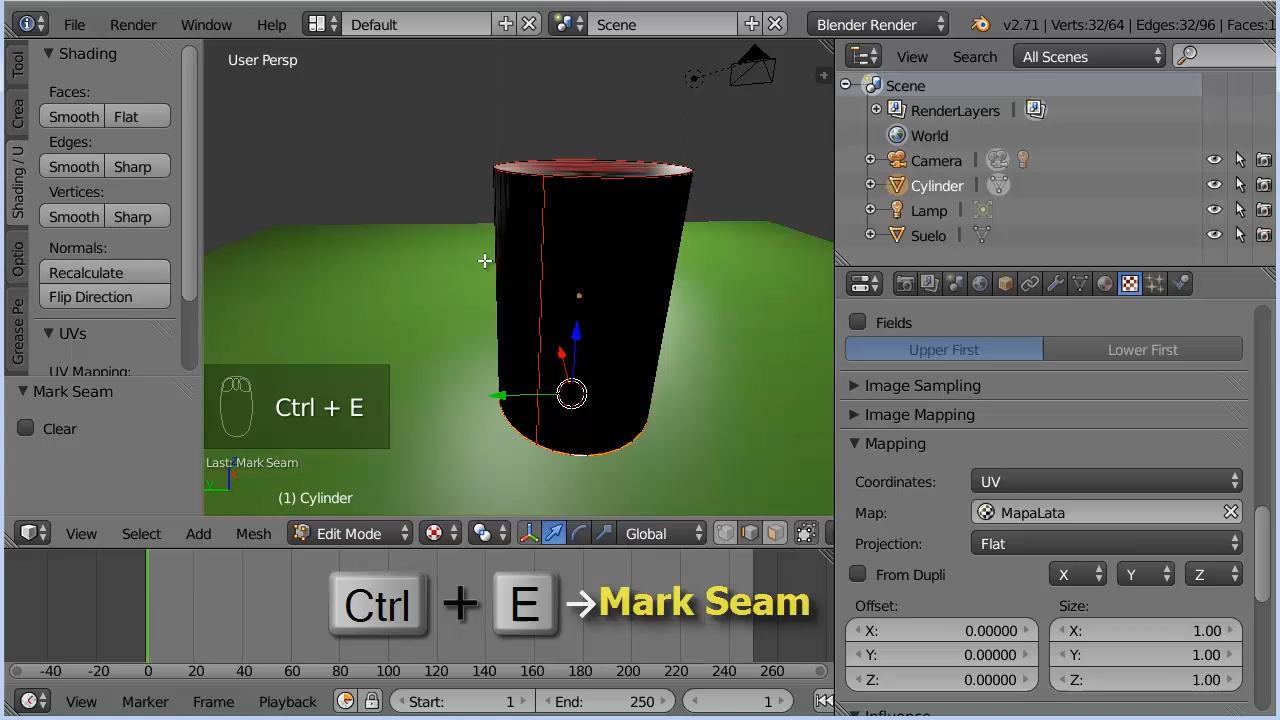 File Render Window Help Default Scene Blender Render v2.71 | Verts:32/64 | Edges:32/96 | Faces:1
Tool
Crea
Shading / U
Optio
Grease Pe
Shading
Faces:
Smooth Flat
Edges:
Smooth Sharp
Vertices:
Smooth Sharp
Normals:
Recalculate
Flip Direction
UVs
UV Mapping:
Mark Seam
Clear
User Persp
Ctrl + E
Last: Mark Seam
z
y
(1) Cylinder
View Select Add Mesh Edit Mode Global
Ctrl + E →Mark Seam
-40 -20 0 20 40 60 80 100 120 140 160 180 200 220 240 260
View Marker Frame Playback Start: 1 End: 250 1
View Search All Scenes
Scene
RenderLayers |
World
Camera |
Cylinder |
Lamp |
Suelo |
Fields
Upper First Lower First
Image Sampling
Image Mapping
Mapping
Coordinates: UV
Map: MapaLata
Projection: Flat
From Dupli X Y Z
Offset: Size:
X: 0.00000 X: 1.00
Y: 0.00000 Y: 1.00
Z: 0.00000 Z: 1.00
Influence